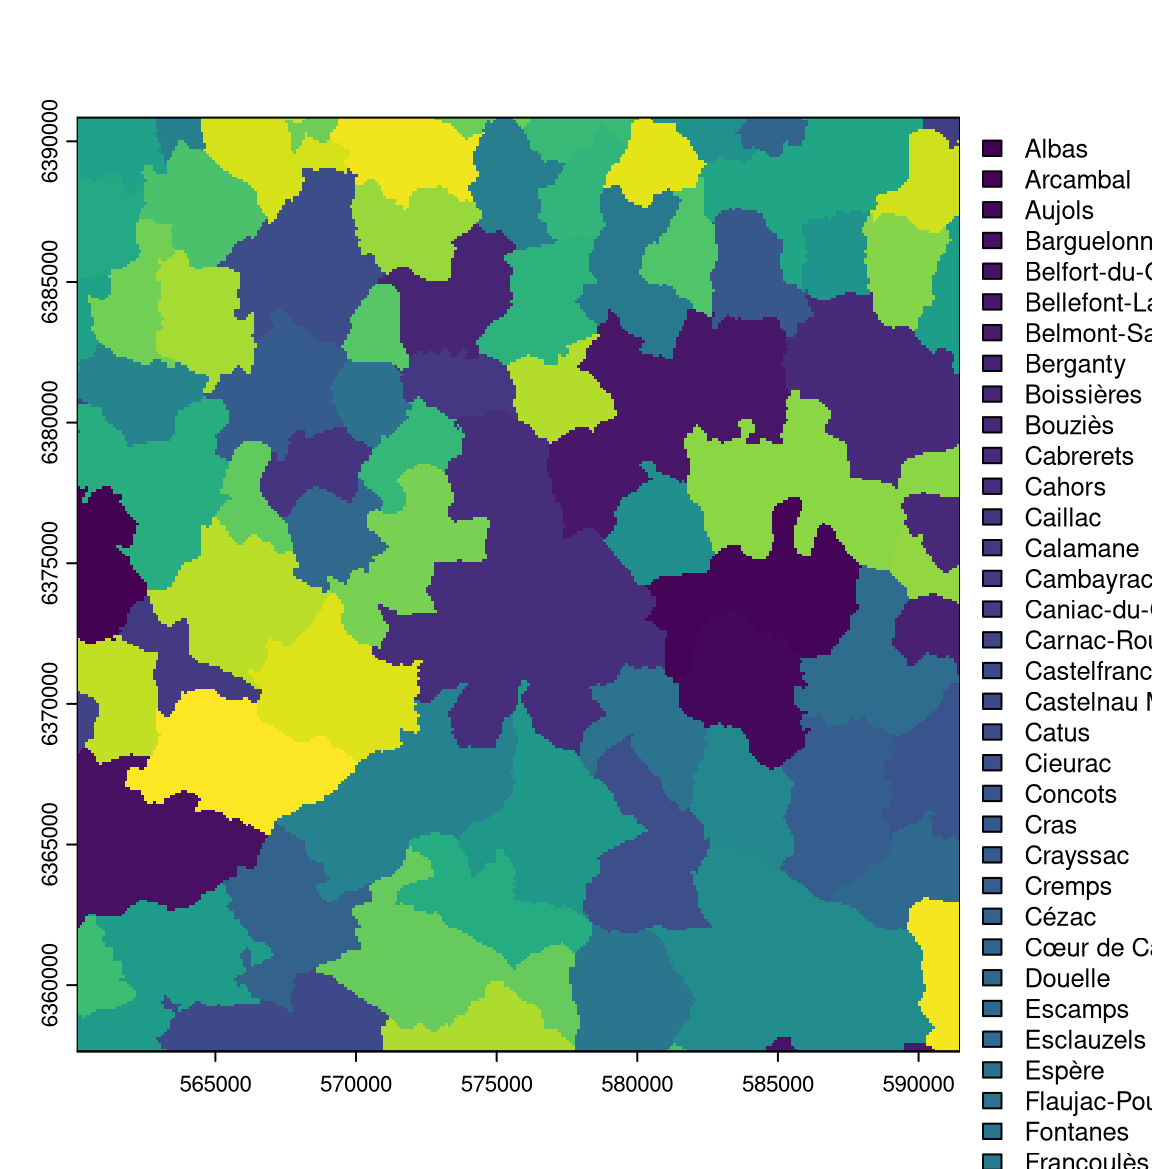 6390000
6385000
6380000
6375000
6370000
6365000
6360000
565000
570000
575000
580000
585000
590000
Albas
Arcambal
Aujols
Barguelonn
Belfort-du-
Bellefont-La
Belmont-Sa
Berganty
Boissières
Bouziès
Cabrerets
Cahors
Caillac
Calamane
Cambayrac
Caniac-du-
Carnac-Rou
Castelfranc
Castelnau
Catus
Cieurac
Concots
Cras
Crayssac
Cremps
Cézac
Cœur de Ca
Douelle
Escamps
Esclauzels
Espère
Flaujac-Pou
Fontanes
Francoulès